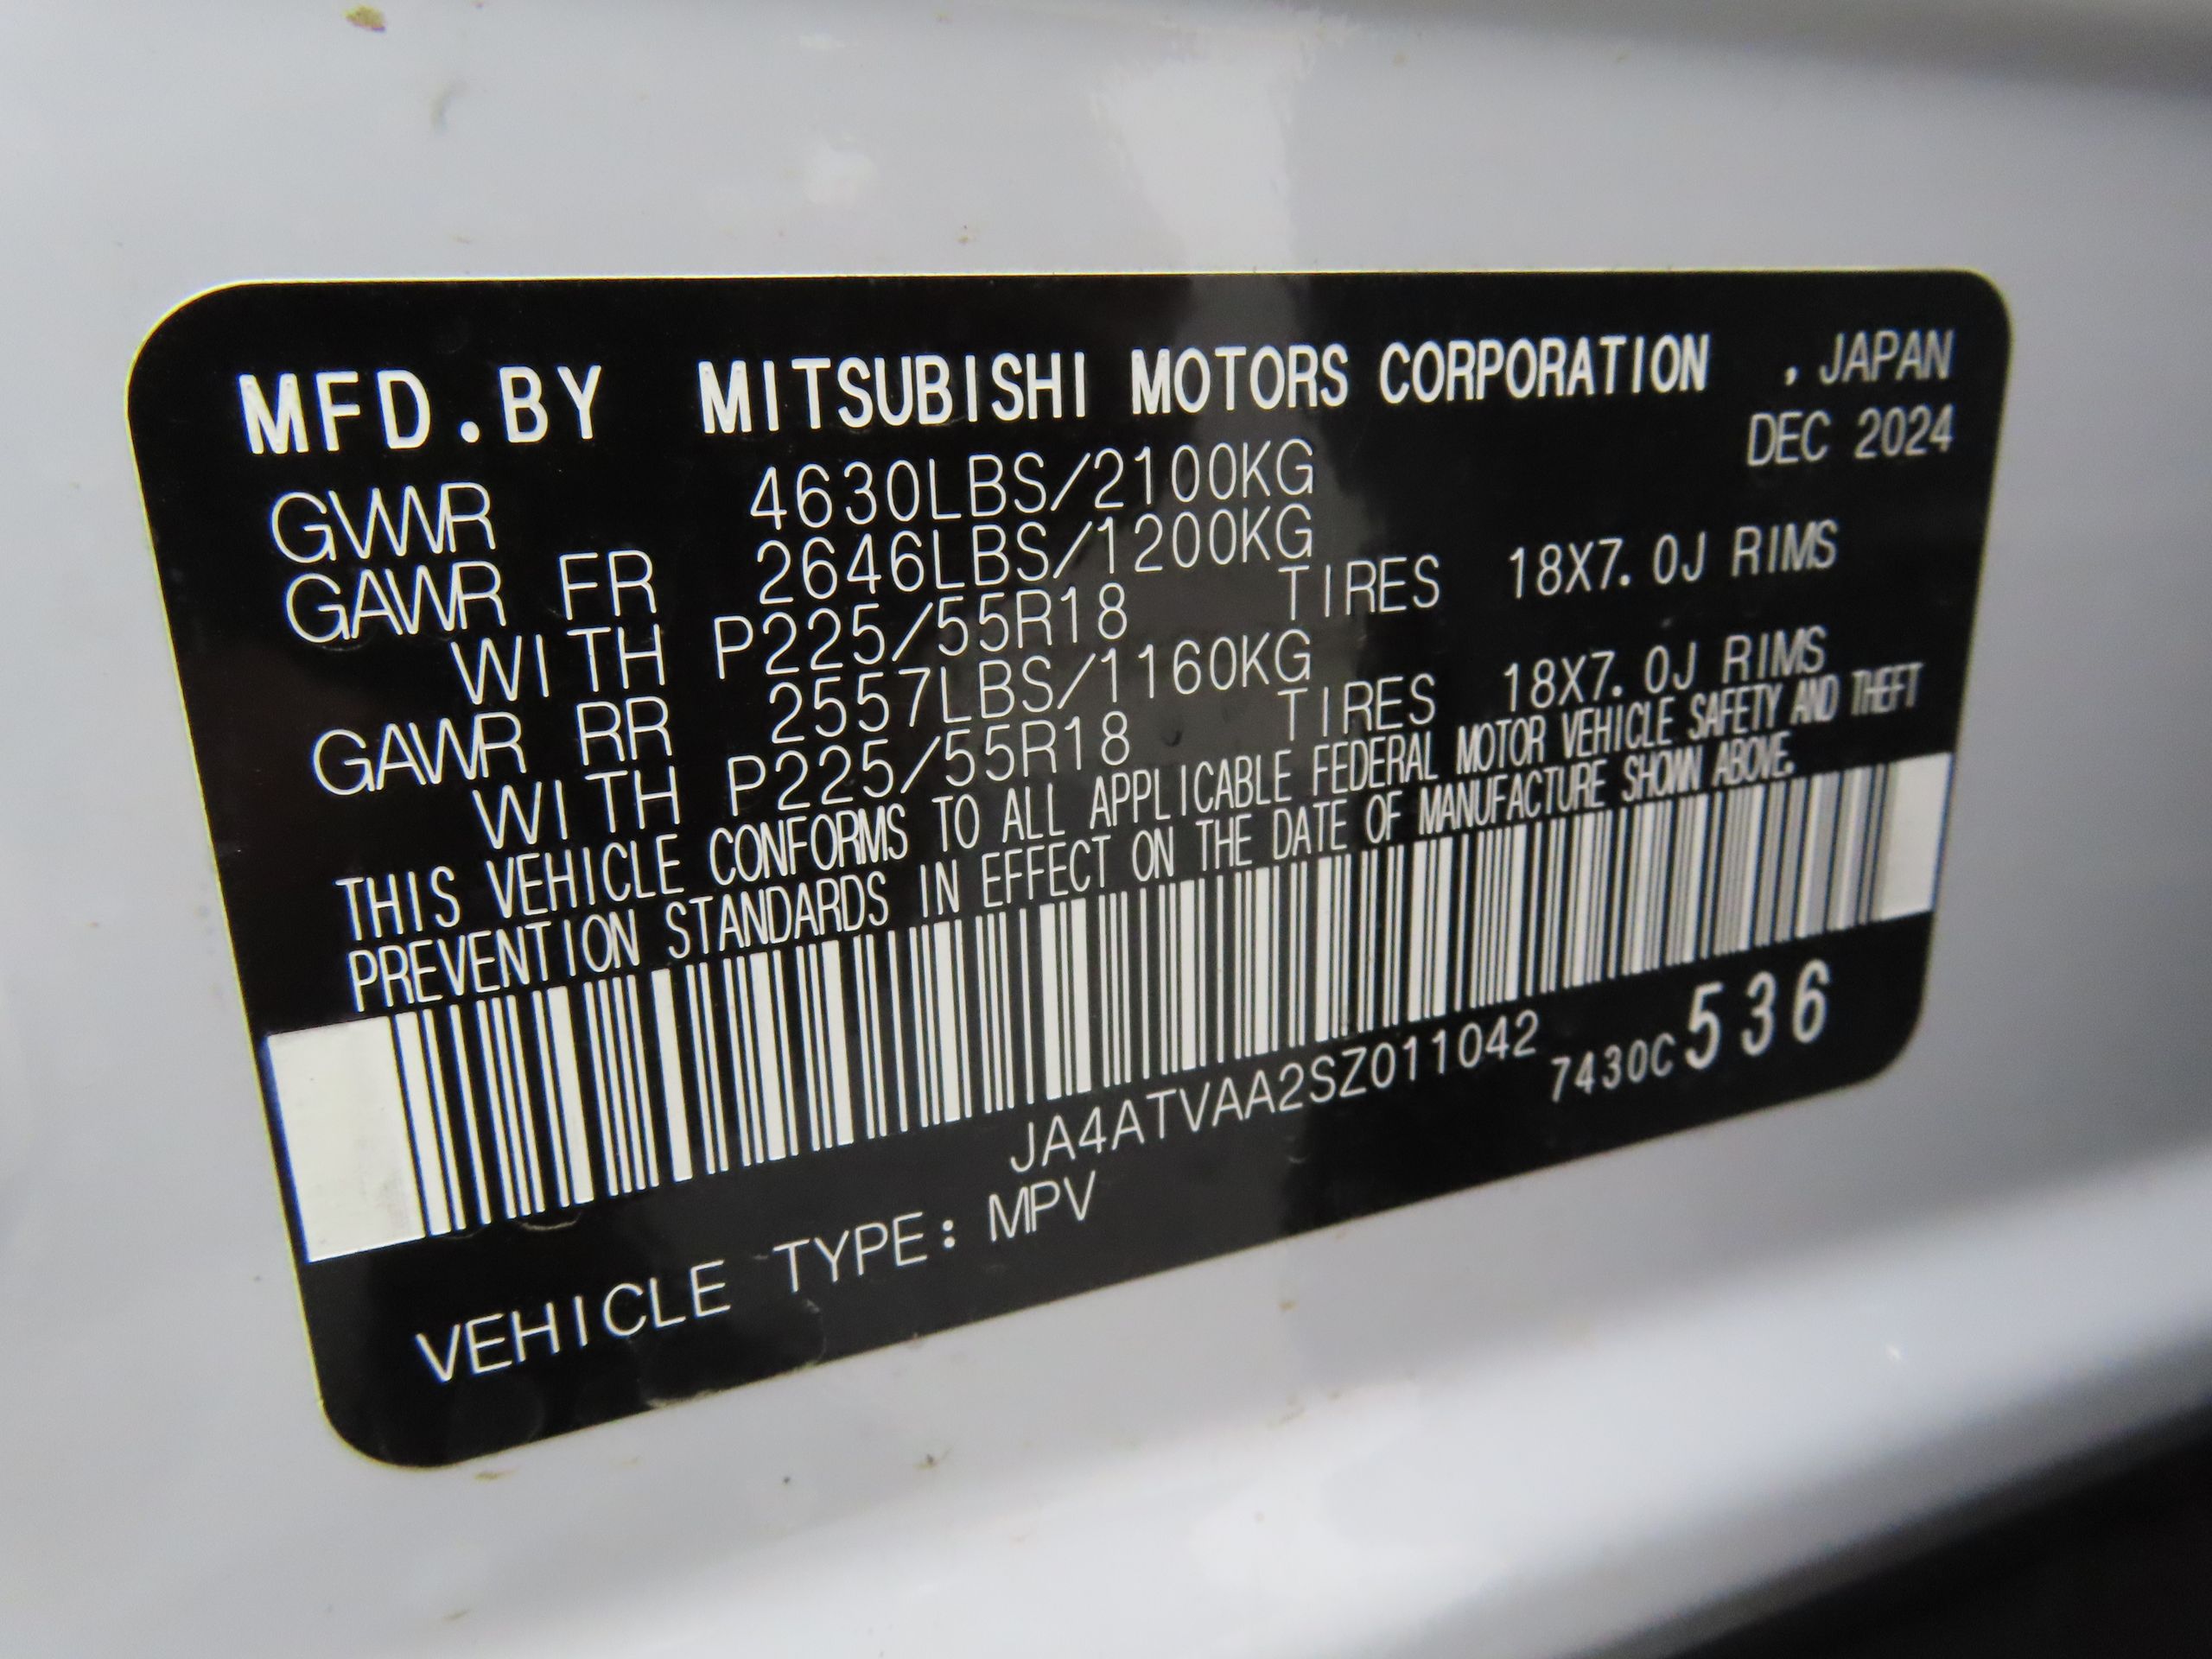 MFD.BY MITSUBISHI MOTORS CORPORATION , JAPAN
DEC 2024
GVWR 4630LBS/2100KG
GAWR FR 2646LBS/1200KG
WITH P225/55R18 TIRES 18X7.0J RIMS
GAWR RR 2557LBS/1160KG
WITH P225/55R18 TIRES 18X7.0J RIMS
THIS VEHICLE CONFORMS TO ALL APPLICABLE FEDERAL MOTOR VEHICLE SAFETY AND THEFT
PREVENTION STANDARDS IN EFFECT ON THE DATE OF MANUFACTURE SHOWN ABOVE.
JA4ATVAA2SZ011042 7430C536
VEHICLE TYPE: MPV